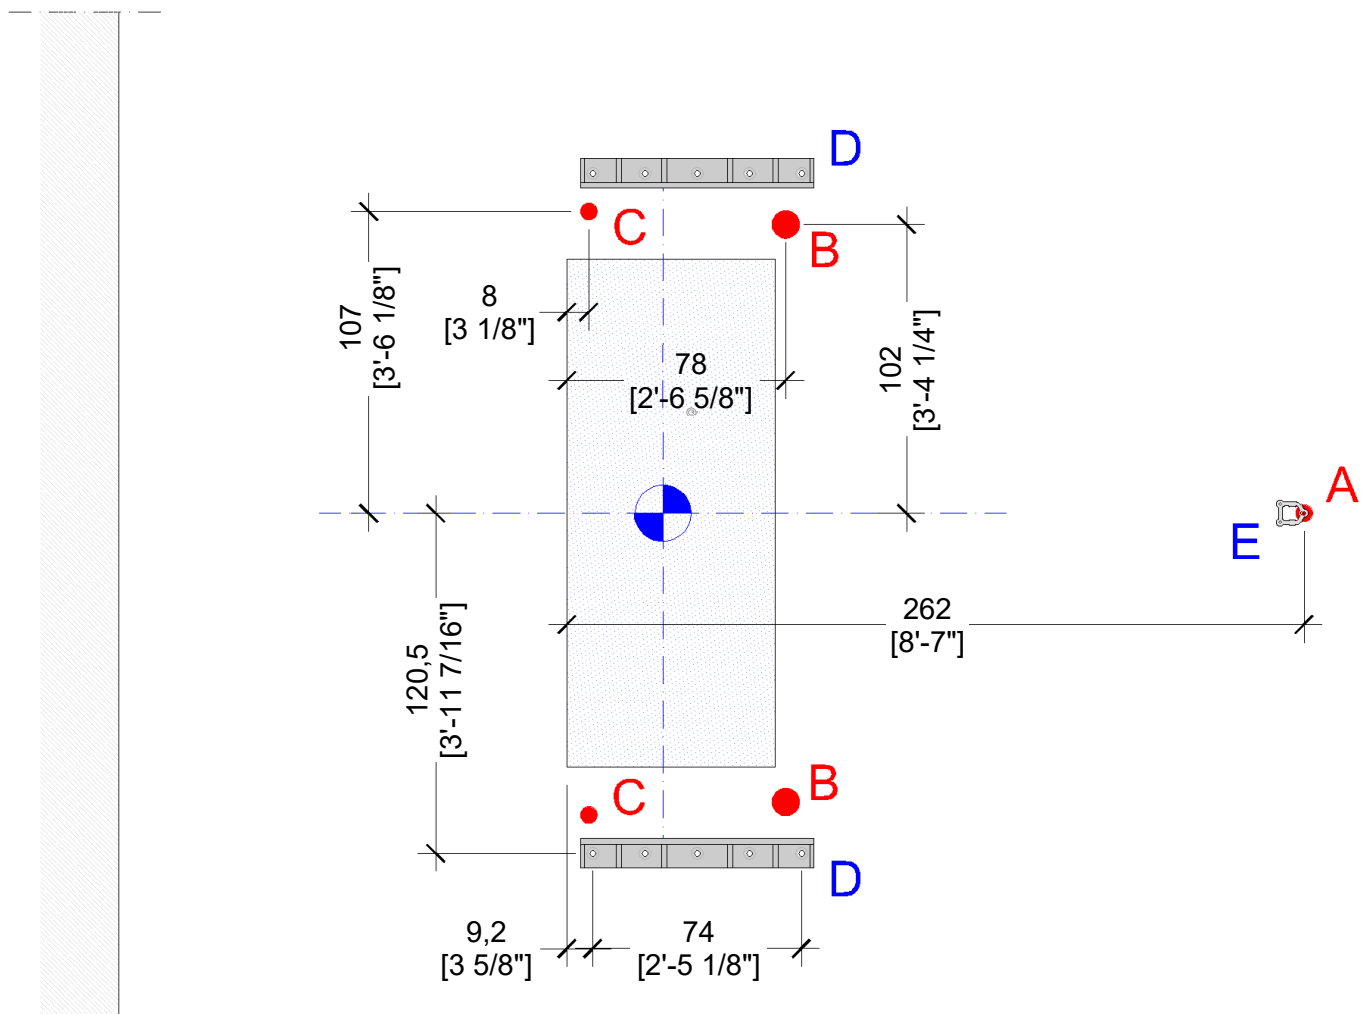 D
C
B
107
[3'-6 1/8"]
8
[3 1/8"]
78
[2'-6 5/8"]
102
[3'-4 1/4"]
A
E
262
[8'-7"]
120,5
[3'-11 7/16"]
C
B
D
9,2
[3 5/8"]
74
[2'-5 1/8"]